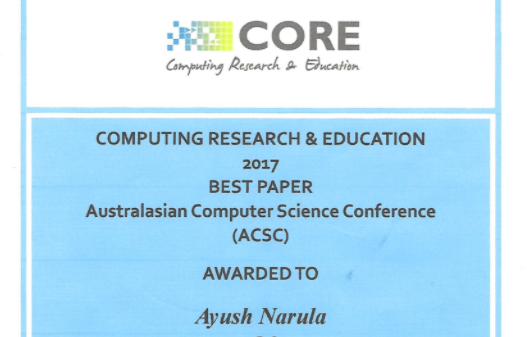 CORE
Computing Research & Education
COMPUTING RESEARCH & EDUCATION
2017
BEST PAPER
Australasian Computer Science Conference
(ACSC)
AWARDED TO
Ayush Narula